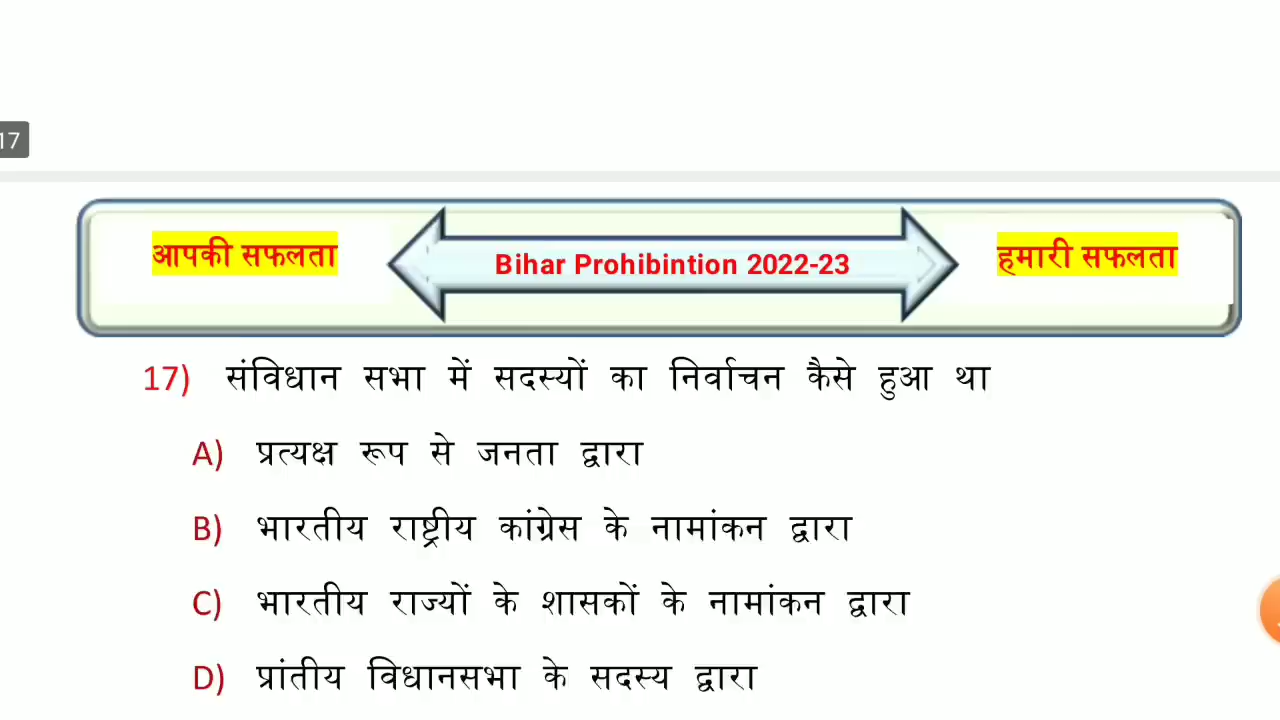 17
आपकी सफलता
Bihar Prohibintion 2022-23
हमारी सफलता
17) संविधान सभा में सदस्यों का निर्वाचन कैसे हुआ था
A) प्रत्यक्ष रूप से जनता द्वारा
B) भारतीय राष्ट्रीय कांग्रेस के नामांकन द्वारा
C) भारतीय राज्यों के शासकों के नामांकन द्वारा
D) प्रांतीय विधानसभा के सदस्य द्वारा